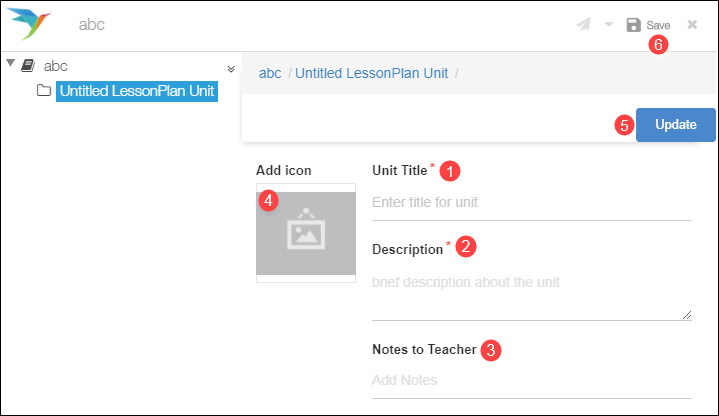 abc
Save
6
abc
Untitled LessonPlan Unit
abc / Untitled LessonPlan Unit /
5 Update
Add icon
4
Unit Title * 1
Enter title for unit
Description * 2
brief description about the unit
Notes to Teacher 3
Add Notes